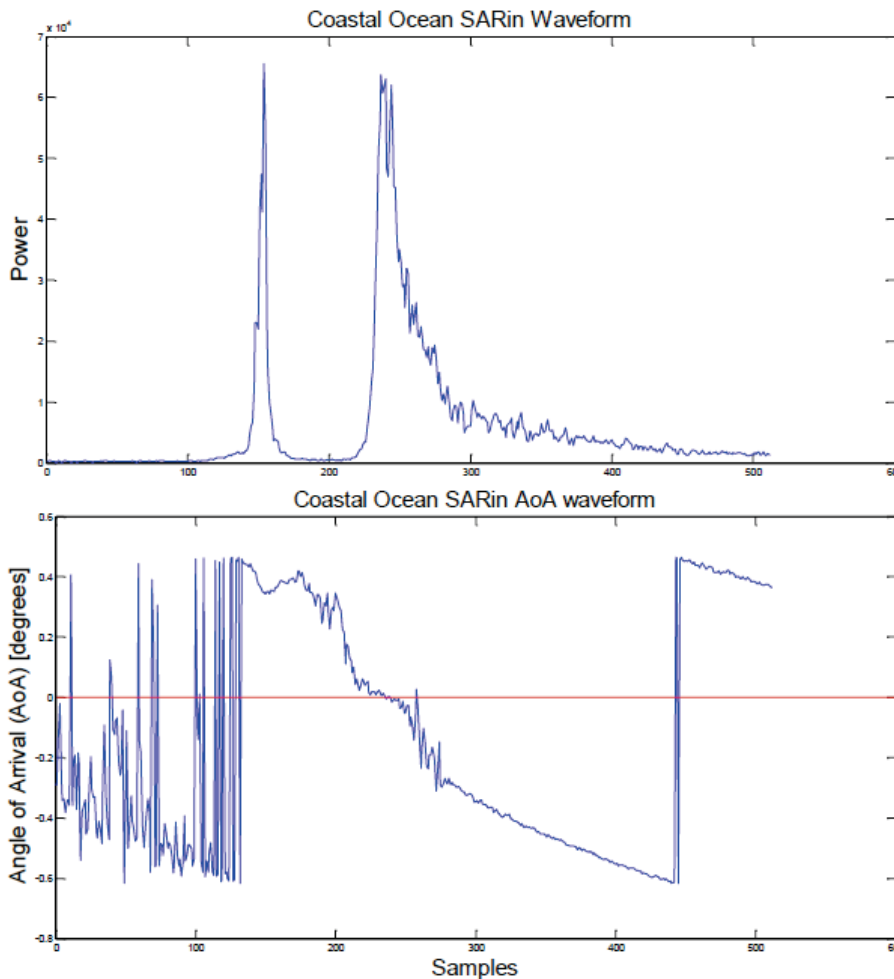 Coastal Ocean SARin Waveform
x 10⁴
7
6
5
4
3
2
1
0
Power
0 100 200 300 400 500 600
Coastal Ocean SARin AoA waveform
0.6
0.4
0.2
0
-0.2
-0.4
-0.6
-0.8
Angle of Arrival (AoA) [degrees]
0 100 200 300 400 500 600
Samples